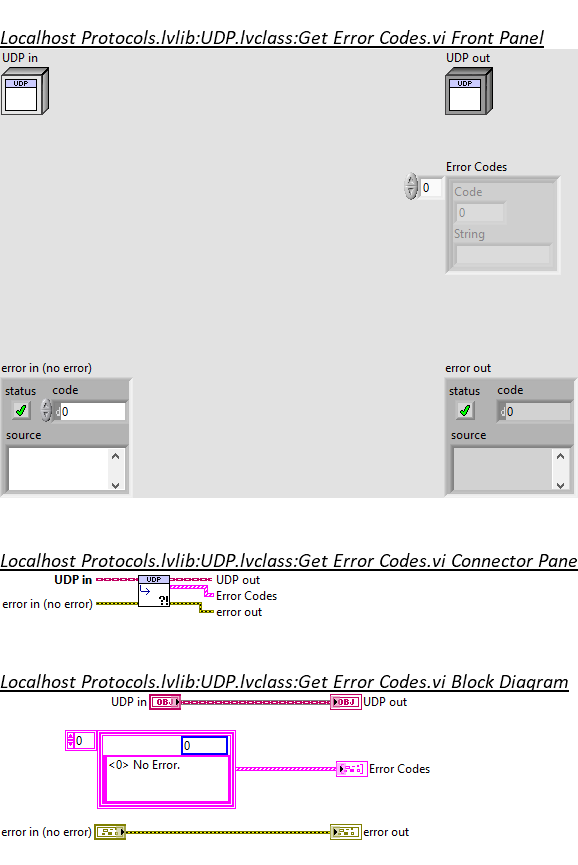 Localhost Protocols.lvlib:UDP.lvclass:Get Error Codes.vi Front Panel
UDP in
UDP out
UDP
UDP
Error Codes
0
Code
0
String
error in (no error)
error out
status
code
status
code
d
0
d
0
source
source
Localhost Protocols.lvlib:UDP.lvclass:Get Error Codes.vi Connector Pane
UDP in
UDP
UDP out
Error Codes
error in (no error)
?!
error out
Localhost Protocols.lvlib:UDP.lvclass:Get Error Codes.vi Block Diagram
UDP in
OBJ
OBJ
UDP out
0
0
<0> No Error.
Error Codes
error in (no error)
error out